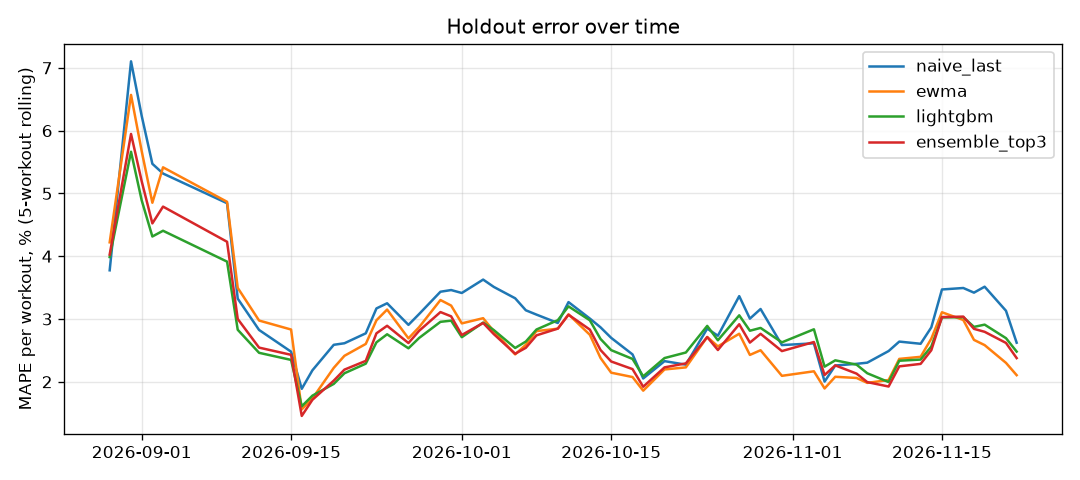 Holdout error over time
MAPE per workout, % (5-workout rolling)
7
6
5
4
3
2
naive_last
ewma
lightgbm
ensemble_top3
2026-09-01
2026-09-15
2026-10-01
2026-10-15
2026-11-01
2026-11-15